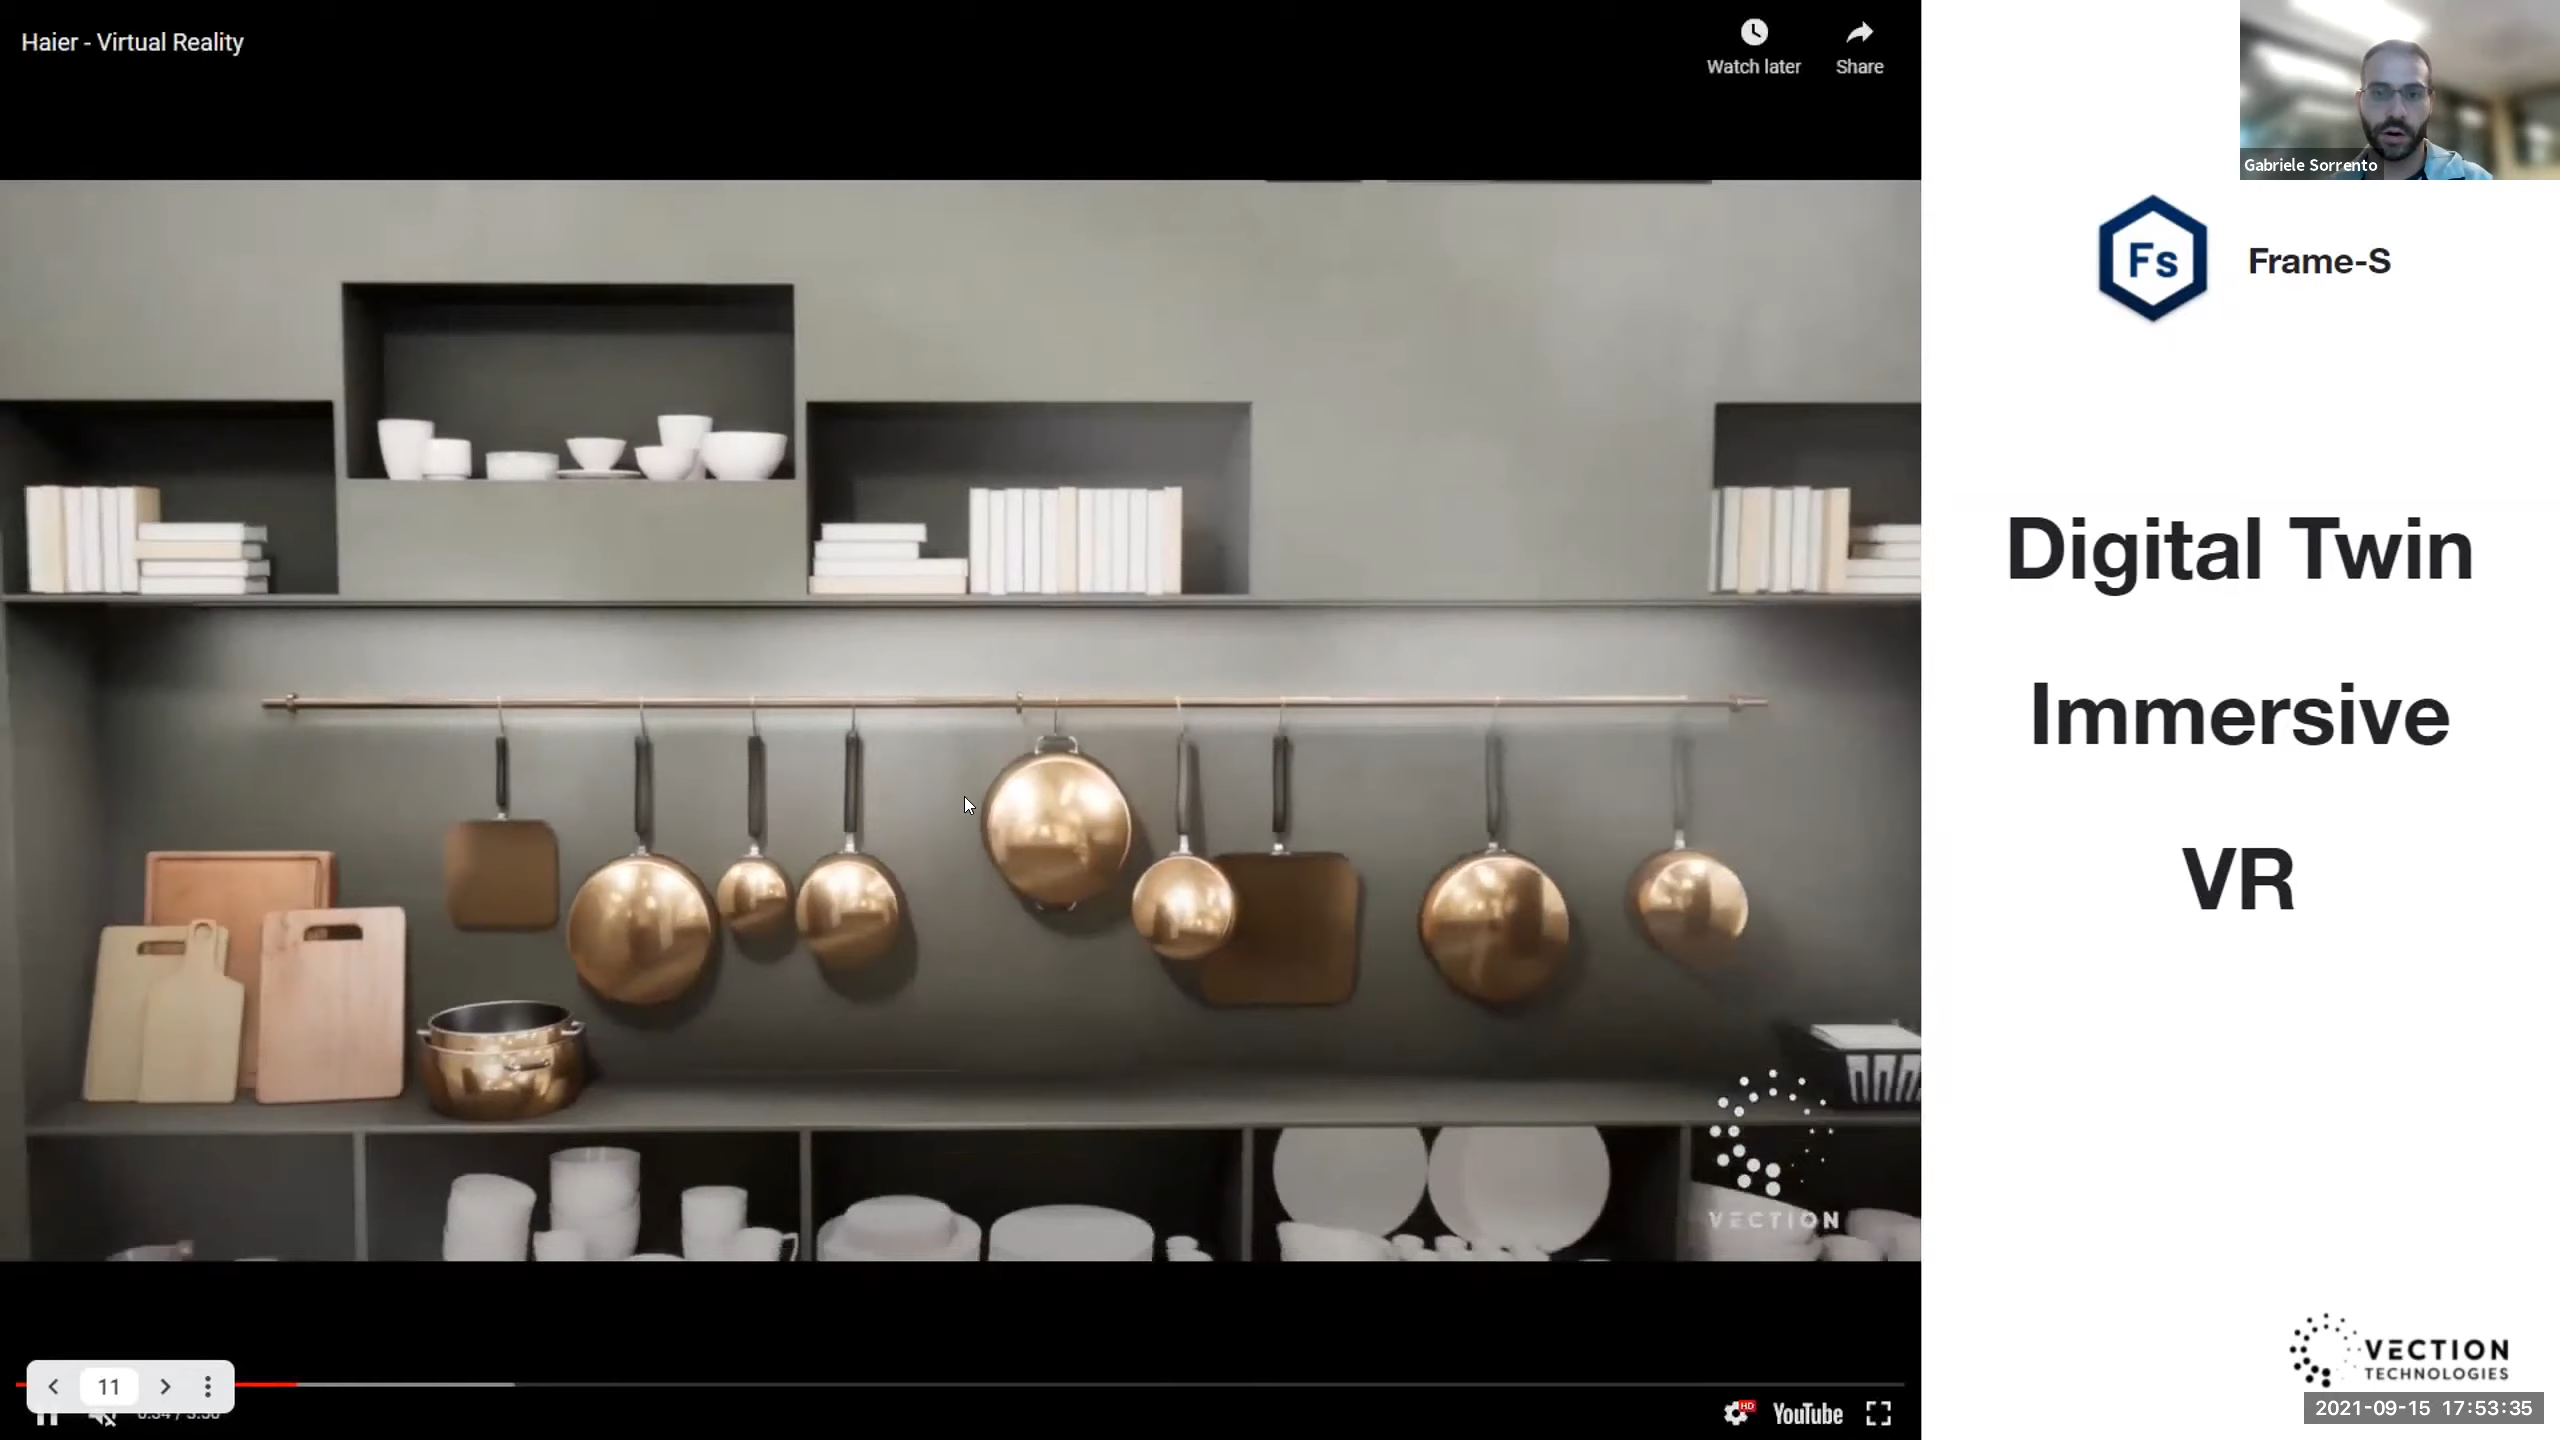 Haier - Virtual Reality
Watch later
Share
Gabriele Sorrento
Fs
Frame-S
Digital Twin
Immersive
VR
VECTION
11
HD
YouTube
VECTION
TECHNOLOGIES
2021-09-15 17:53:35